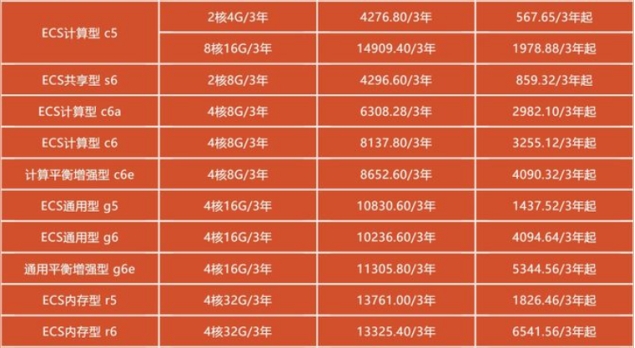 ECS计算型 c5 2核4G/3年 4276.80/3年 567.65/3年起
8核16G/3年 14909.40/3年 1978.88/3年起
ECS共享型 s6 2核8G/3年 4296.60/3年 859.32/3年起
ECS计算型 c6a 4核8G/3年 6308.28/3年 2982.10/3年起
ECS计算型 c6 4核8G/3年 8137.80/3年 3255.12/3年起
计算平衡增强型 c6e 4核8G/3年 8652.60/3年 4090.32/3年起
ECS通用型 g5 4核16G/3年 10830.60/3年 1437.52/3年起
ECS通用型 g6 4核16G/3年 10236.60/3年 4094.64/3年起
通用平衡增强型 g6e 4核16G/3年 11305.80/3年 5344.56/3年起
ECS内存型 r5 4核32G/3年 13761.00/3年 1826.46/3年起
ECS内存型 r6 4核32G/3年 13325.40/3年 6541.56/3年起